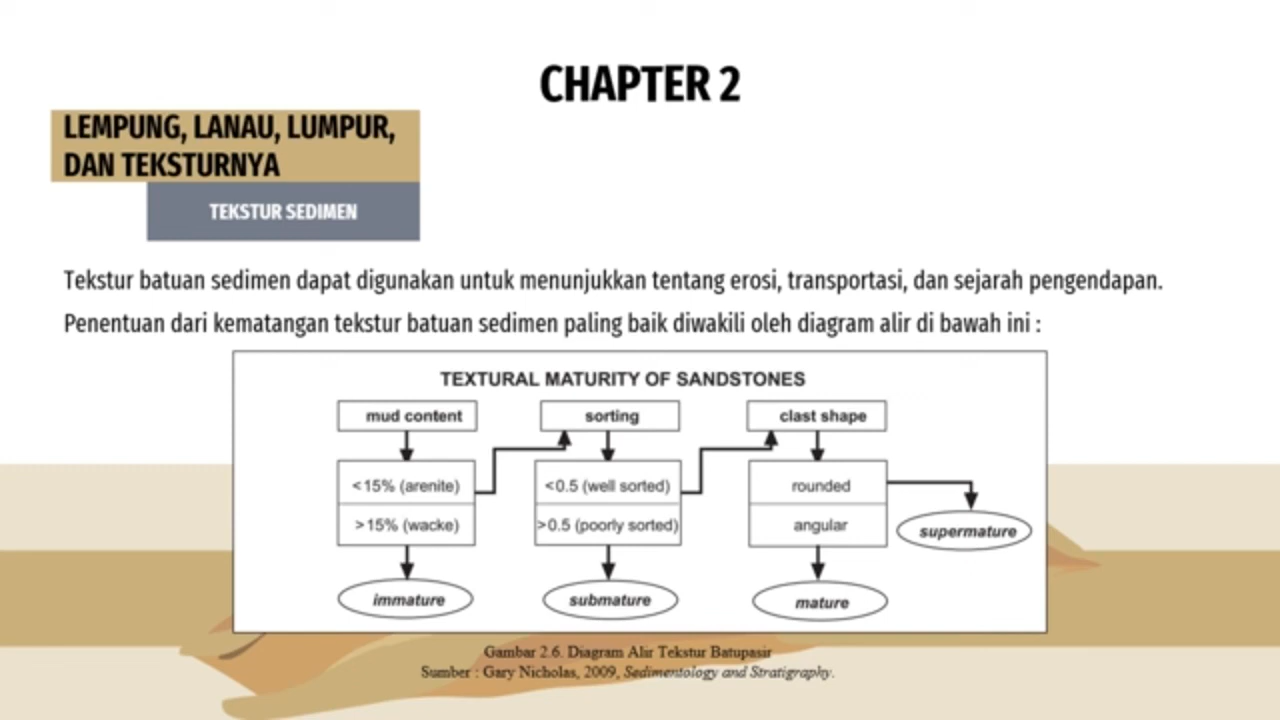 CHAPTER 2
LEMPUNG, LANAU, LUMPUR,
DAN TEKSTURNYA
TEKSTUR SEDIMEN
Tekstur batuan sedimen dapat digunakan untuk menunjukkan tentang erosi, transportasi, dan sejarah pengendapan.
Penentuan dari kematangan tekstur batuan sedimen paling baik diwakili oleh diagram alir di bawah ini :
TEXTURAL MATURITY OF SANDSTONES
mud content
sorting
clast shape
<15% (arenite)
<0.5 (well sorted)
rounded
>15% (wacke)
>0.5 (poorly sorted)
angular
supermature
immature
submature
mature
Gambar 2.6. Diagram Alir Tekstur Batupasir
Sumber : Gary Nicholas, 2009, Sedimentology and Stratigraphy.